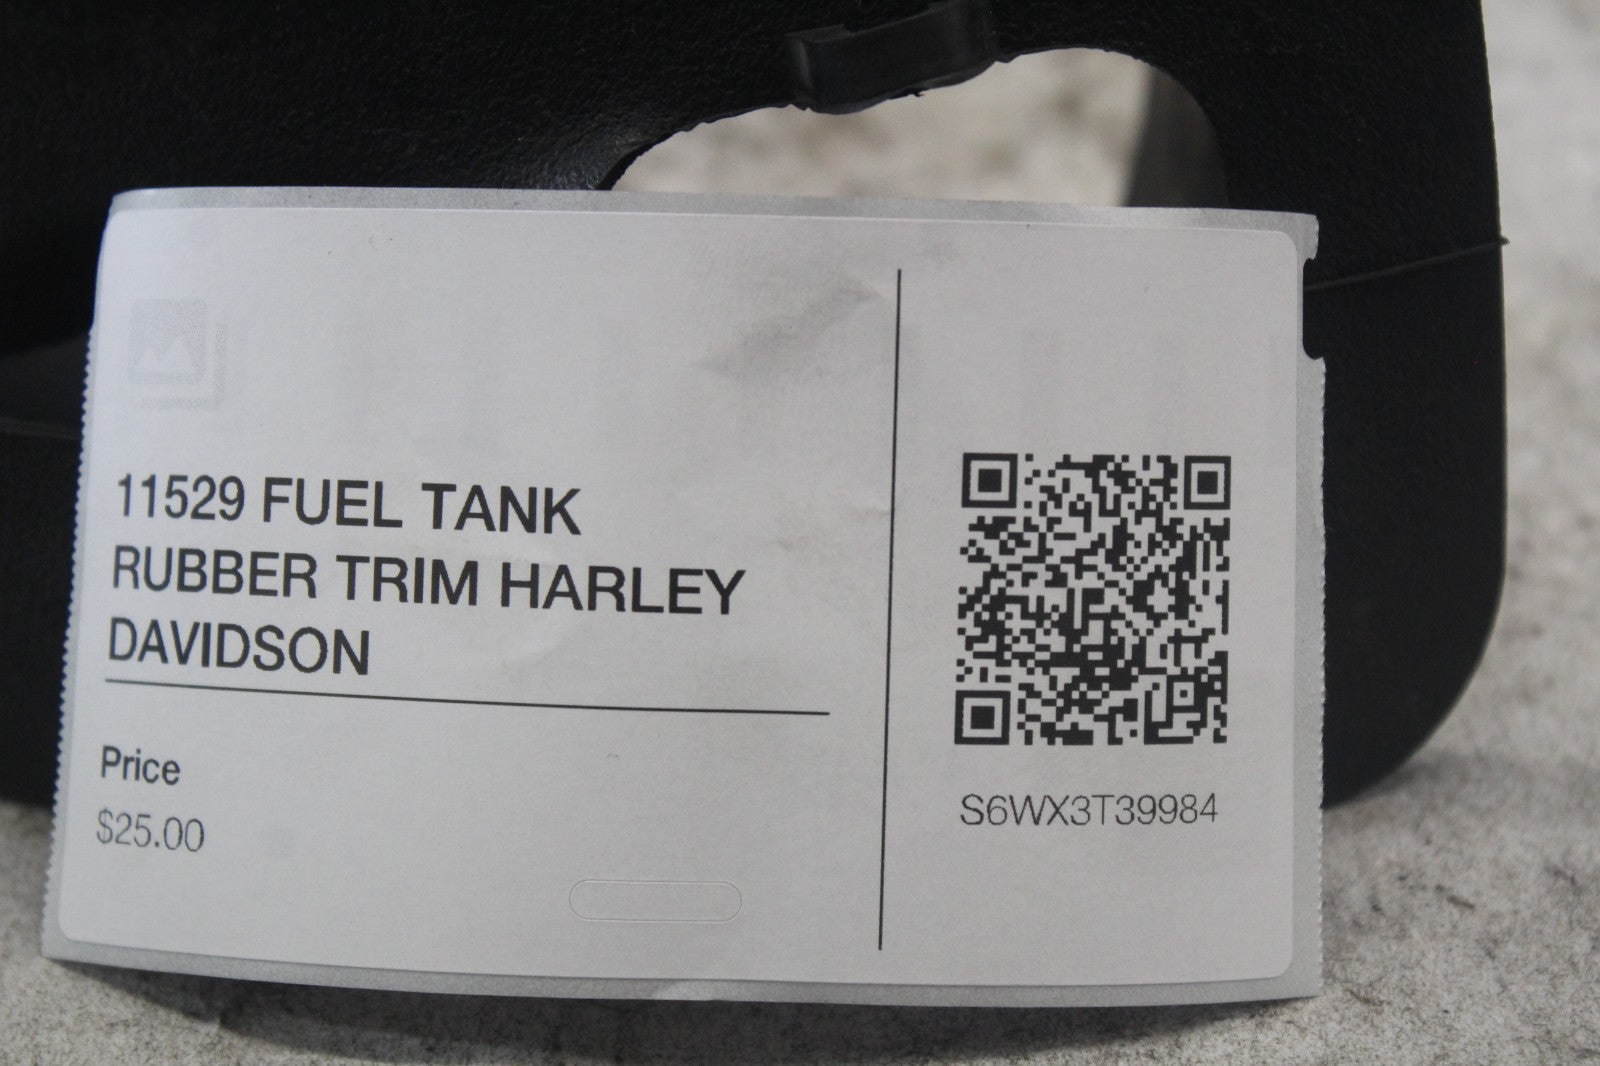 11529 FUEL TANK
RUBBER TRIM HARLEY
DAVIDSON
Price
$25.00
S6WX3T39984